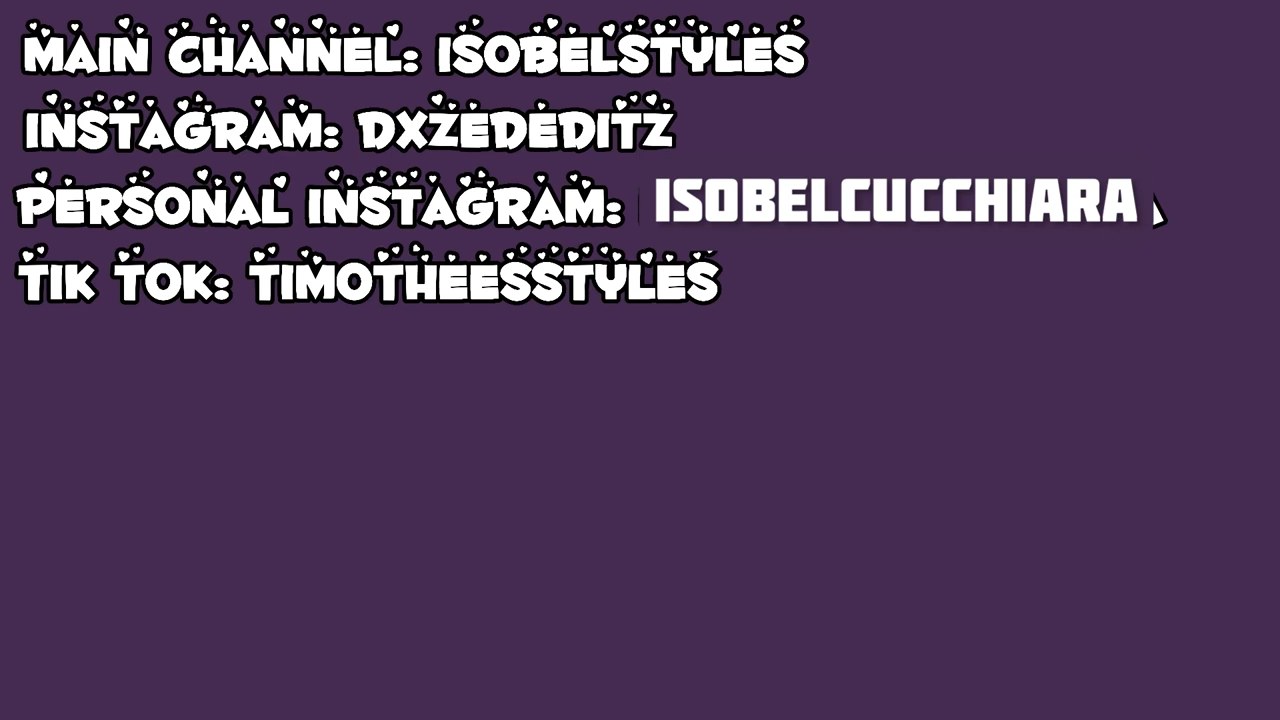 MAIN CHANNEL: ISOBELSTYLES
INSTAGRAM: DXZEDEDITZ
PERSONAL INSTAGRAM: ISOBELCUCCHIARA
TIK TOK: TIMOTHEESSTYLES